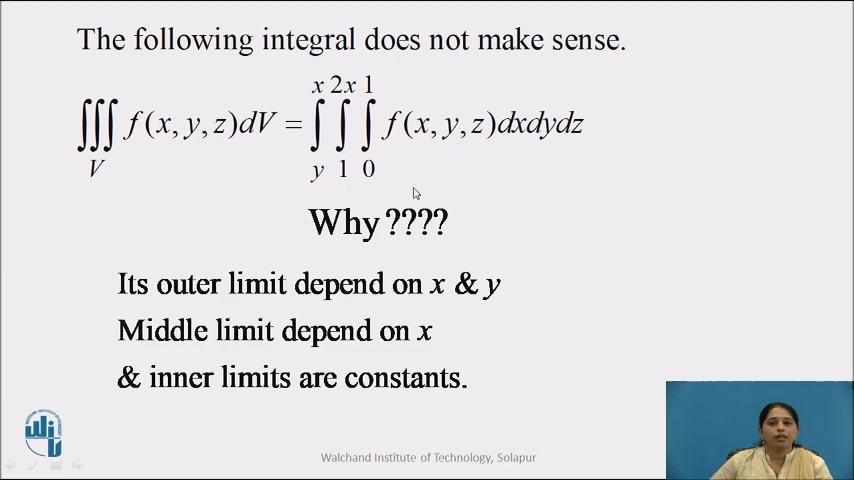 The following integral does not make sense.
∭_V f(x, y, z)dV = ∫_y^x ∫_1^{2x} ∫_0^1 f(x, y, z)dxdydz
Why ????
Its outer limit depend on x & y
Middle limit depend on x
& inner limits are constants.
Walchand Institute of Technology, Solapur